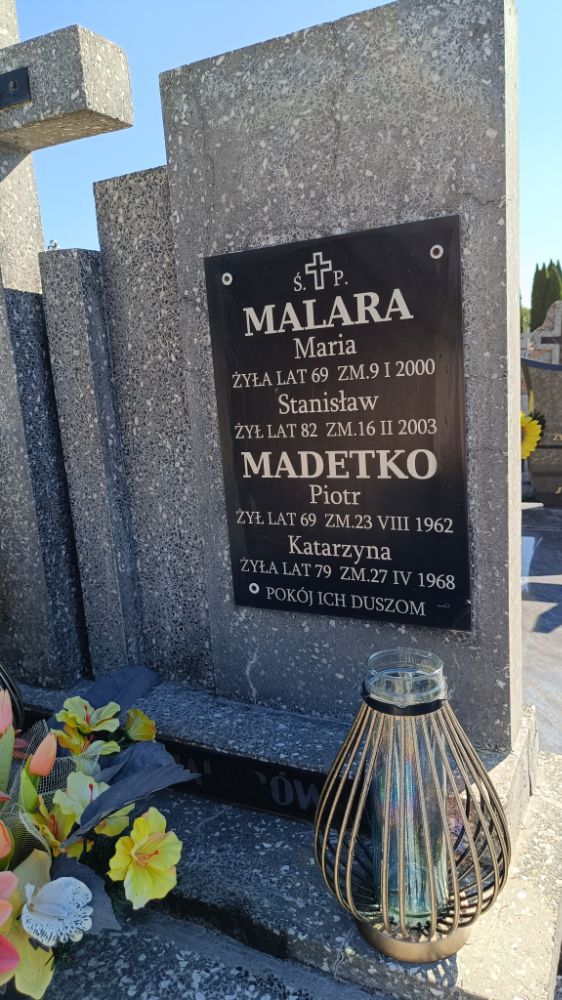 Ś. P.
MALARA
Maria
ŻYŁA LAT 69 ZM.9 I 2000
Stanisław
ŻYŁ LAT 82 ZM.16 II 2003
MADETKO
Piotr
ŻYŁ LAT 69 ZM.23 VIII 1962
Katarzyna
ŻYŁA LAT 79 ZM.27 IV 1968
POKÓJ ICH DUSZOM